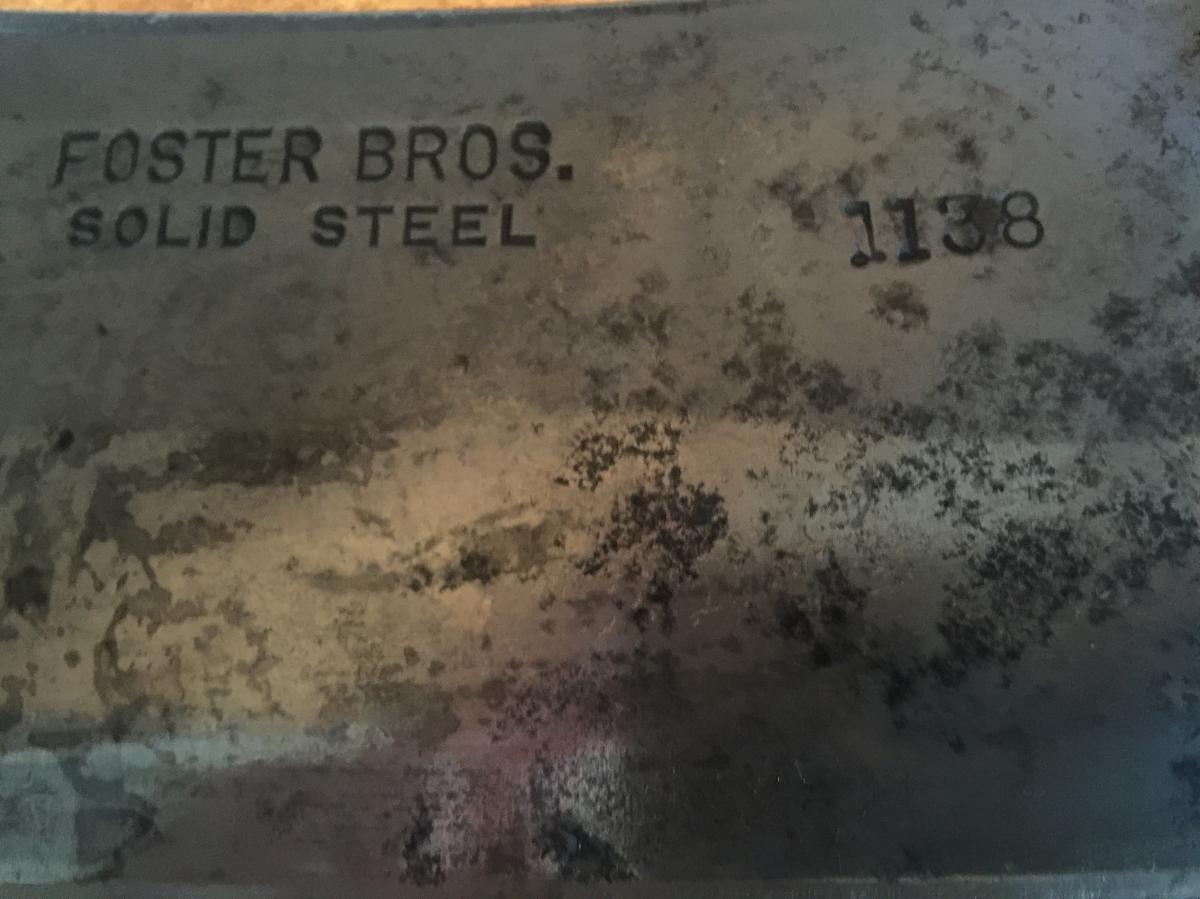 FOSTER BROS.
SOLID STEEL
1138